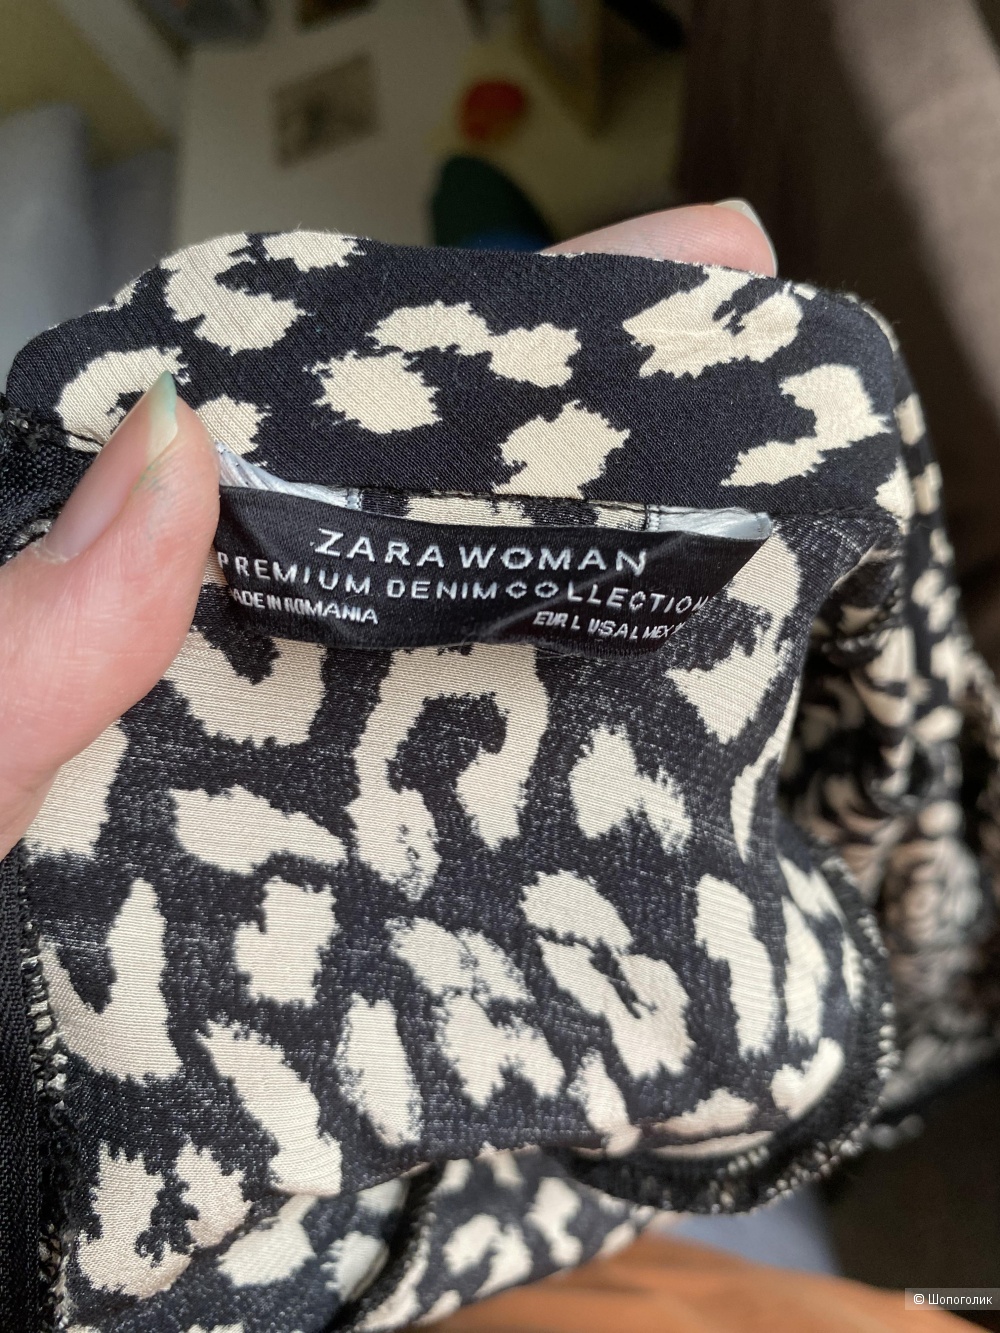 ZARA WOMAN
PREMIUM DENIM COLLECTION
MADE IN ROMANIA
EUR L USA L MEX
© Шопоголик